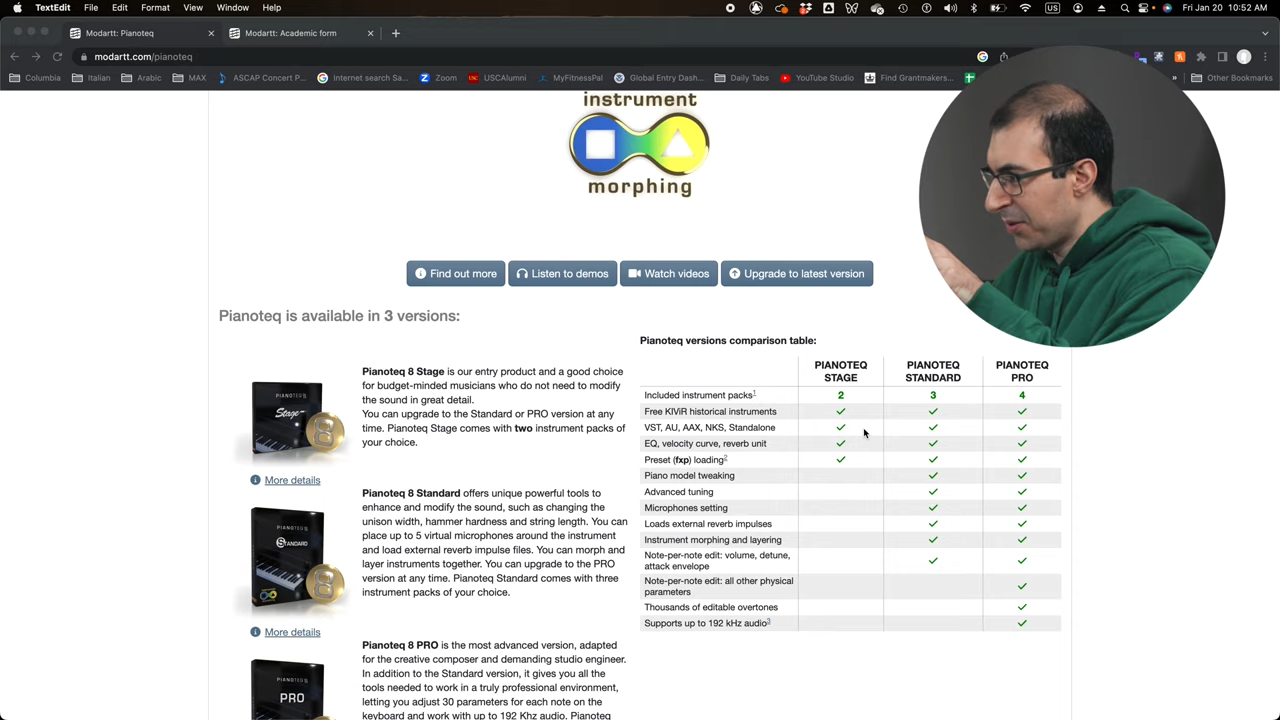 TextEdit File Edit Format View Window Help US Fri Jan 20 10:52 AM
Modartt: Pianoteq
Modartt: Academic form
modartt.com/pianoteq
Columbia Italian Arabic MAX ASCAP Concert P... Internet search Sa... Zoom USCAlumni MyFitnessPal Global Entry Dash... Daily Tabs YouTube Studio Find Grantmakers... » Other Bookmarks
instrument
morphing
Find out more Listen to demos Watch videos Upgrade to latest version
Pianoteq is available in 3 versions:
PIANOTEQ
Stage
8
More details
Pianoteq 8 Stage is our entry product and a good choice
for budget-minded musicians who do not need to modify
the sound in great detail.
You can upgrade to the Standard or PRO version at any
time. Pianoteq Stage comes with two instrument packs of
your choice.
PIANOTEQ
STANDARD
8
More details
Pianoteq 8 Standard offers unique powerful tools to
enhance and modify the sound, such as changing the
unison width, hammer hardness and string length. You can
place up to 5 virtual microphones around the instrument
and load external reverb impulse files. You can morph and
layer instruments together. You can upgrade to the PRO
version at any time. Pianoteq Standard comes with three
instrument packs of your choice.
PIANOTEQ
PRO
Pianoteq 8 PRO is the most advanced version, adapted
for the creative composer and demanding studio engineer.
In addition to the Standard version, it gives you all the
tools needed to work in a truly professional environment,
letting you adjust 30 parameters for each note on the
keyboard and work with up to 192 Khz audio. Pianoteq
Pianoteq versions comparison table:
PIANOTEQ STAGE PIANOTEQ STANDARD PIANOTEQ PRO
Included instrument packs1 2 3 4
Free KIViR historical instruments ✓ ✓ ✓
VST, AU, AAX, NKS, Standalone ✓ ✓ ✓
EQ, velocity curve, reverb unit ✓ ✓ ✓
Preset (fxp) loading2 ✓ ✓ ✓
Piano model tweaking ✓ ✓
Advanced tuning ✓ ✓
Microphones setting ✓ ✓
Loads external reverb impulses ✓ ✓
Instrument morphing and layering ✓ ✓
Note-per-note edit: volume, detune,
attack envelope ✓ ✓
Note-per-note edit: all other physical
parameters ✓
Thousands of editable overtones ✓
Supports up to 192 kHz audio3 ✓